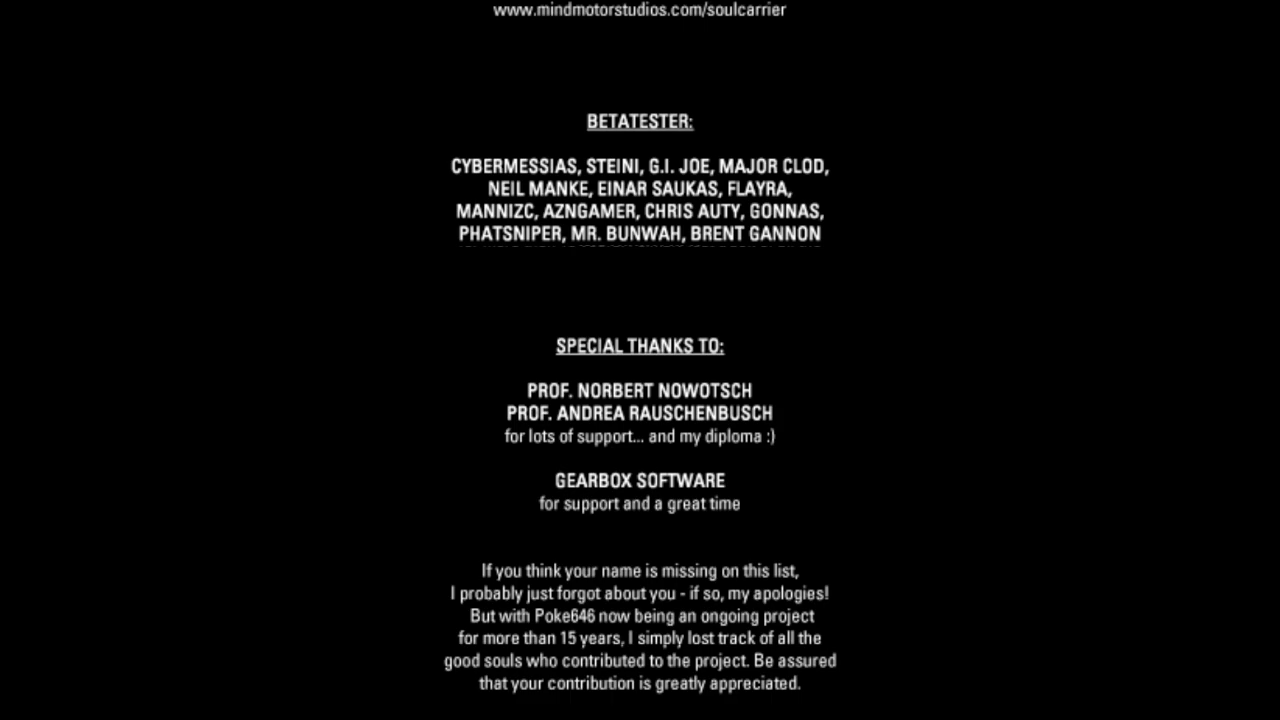 www.mindmotorstudios.com/soulcarrier
BETATESTER:
CYBERMESSIAS, STEINI, G.I. JOE, MAJOR CLOD,
NEIL MANKE, EINAR SAUKAS, FLAYRA,
MANNIZC, AZNGAMER, CHRIS AUTY, GONNAS,
PHATSNIPER, MR. BUNWAH, BRENT GANNON
SPECIAL THANKS TO:
PROF. NORBERT NOWOTSCH
PROF. ANDREA RAUSCHENBUSCH
for lots of support... and my diploma :)
GEARBOX SOFTWARE
for support and a great time
If you think your name is missing on this list,
I probably just forgot about you - if so, my apologies!
But with Poke646 now being an ongoing project
for more than 15 years, I simply lost track of all the
good souls who contributed to the project. Be assured
that your contribution is greatly appreciated.